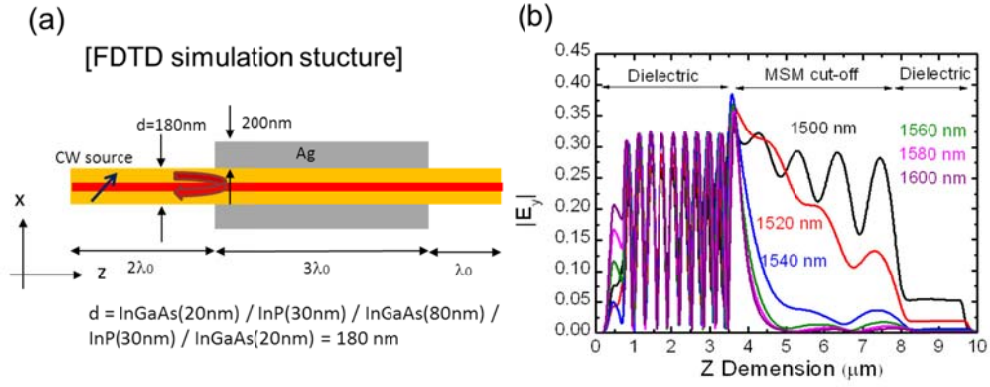 (a)
[FDTD simulation stucture]
d=180nm
200nm
CW source
Ag
x
z
2λ₀
3λ₀
λ₀
d = InGaAs(20nm) / InP(30nm) / InGaAs(80nm) /
InP(30nm) / InGaAs(20nm) = 180 nm
(b)
0.45
0.40
0.35
0.30
0.25
0.20
0.15
0.10
0.05
0.00
|Ey|
Dielectric
MSM cut-off
Dielectric
1500 nm
1560 nm
1580 nm
1600 nm
1520 nm
1540 nm
0 1 2 3 4 5 6 7 8 9 10
Z Demension (μm)